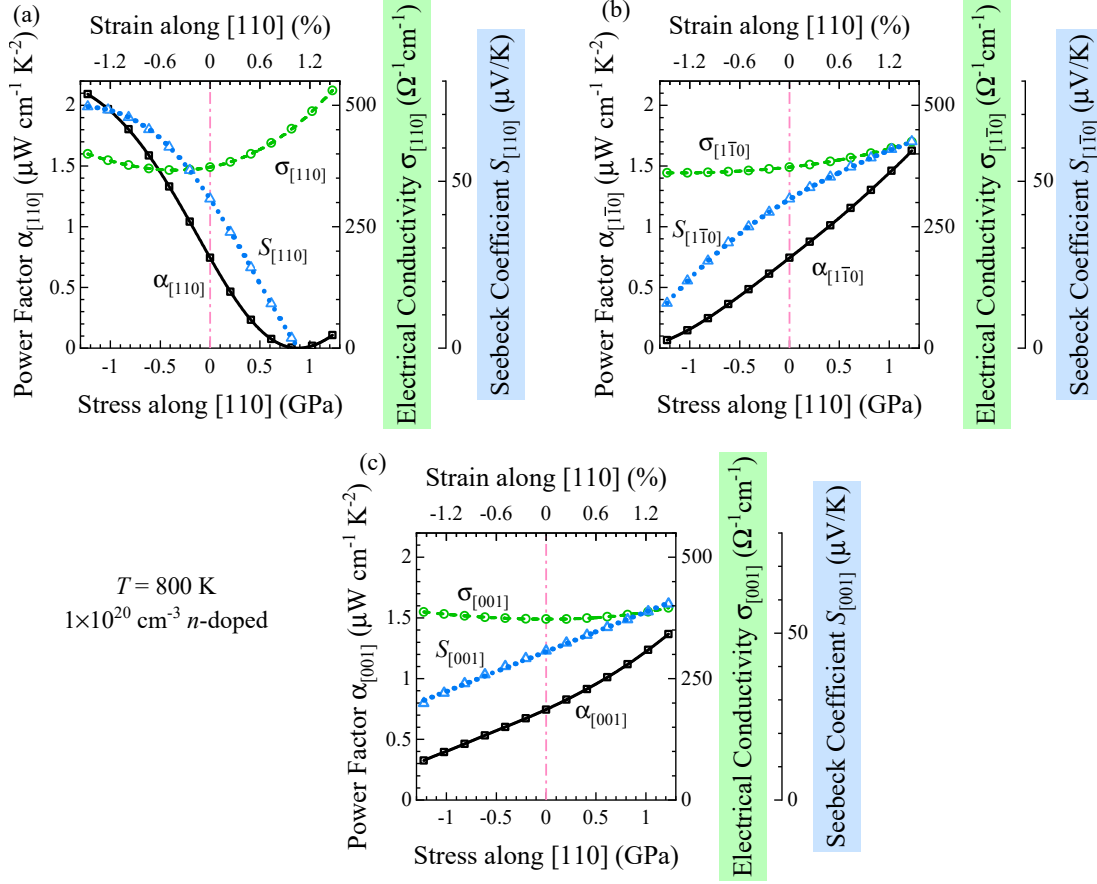 (a)
Strain along [110] (%)
-1.2 -0.6 0 0.6 1.2
Power Factor α[110] (μW cm-1 K-2)
2
1.5
1
0.5
0
σ[110]
S[110]
α[110]
500
250
0
Electrical Conductivity σ[110] (Ω-1cm-1)
50
0
Seebeck Coefficient S[110] (μV/K)
-1 -0.5 0 0.5 1
Stress along [110] (GPa)
(b)
Strain along [110] (%)
-1.2 -0.6 0 0.6 1.2
Power Factor α[11̄0] (μW cm-1 K-2)
2
1.5
1
0.5
0
σ[11̄0]
S[11̄0]
α[11̄0]
500
250
0
Electrical Conductivity σ[11̄0] (Ω-1cm-1)
50
0
Seebeck Coefficient S[11̄0] (μV/K)
-1 -0.5 0 0.5 1
Stress along [110] (GPa)
T = 800 K
1×1020 cm-3 n-doped
(c)
Strain along [110] (%)
-1.2 -0.6 0 0.6 1.2
Power Factor α[001] (μW cm-1 K-2)
2
1.5
1
0.5
0
σ[001]
S[001]
α[001]
500
250
0
Electrical Conductivity σ[001] (Ω-1cm-1)
50
0
Seebeck Coefficient S[001] (μV/K)
-1 -0.5 0 0.5 1
Stress along [110] (GPa)